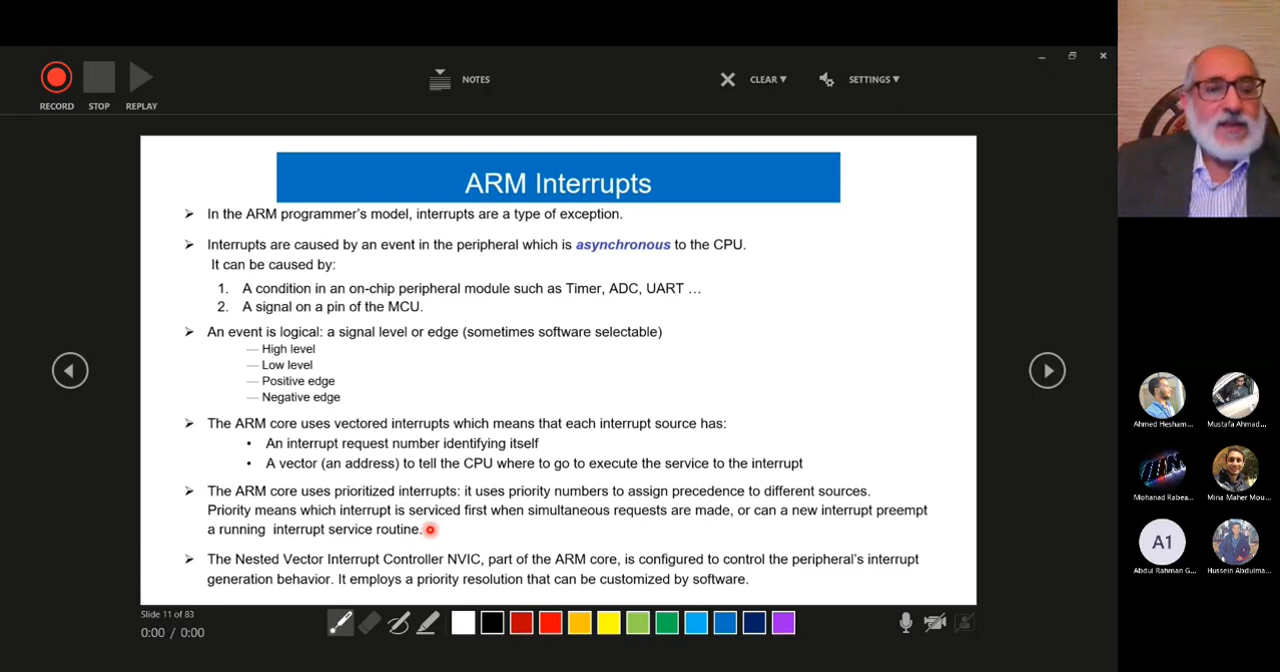 NOTES
CLEAR
SETTINGS
RECORD STOP REPLAY
ARM Interrupts
In the ARM programmer's model, interrupts are a type of exception.
Interrupts are caused by an event in the peripheral which is asynchronous to the CPU.
It can be caused by:
1. A condition in an on-chip peripheral module such as Timer, ADC, UART …
2. A signal on a pin of the MCU.
An event is logical: a signal level or edge (sometimes software selectable)
— High level
— Low level
— Positive edge
— Negative edge
The ARM core uses vectored interrupts which means that each interrupt source has:
• An interrupt request number identifying itself
• A vector (an address) to tell the CPU where to go to execute the service to the interrupt
The ARM core uses prioritized interrupts: it uses priority numbers to assign precedence to different sources.
Priority means which interrupt is serviced first when simultaneous requests are made, or can a new interrupt preempt
a running interrupt service routine.
The Nested Vector Interrupt Controller NVIC, part of the ARM core, is configured to control the peripheral's interrupt
generation behavior. It employs a priority resolution that can be customized by software.
Slide 11 of 83
0:00 / 0:00
Ahmed Hesham... Mustafa Ahmad...
Mohanad Rabea... Mina Maher Mou...
A1
Abdul Rahman G... Hussein Abdulma...